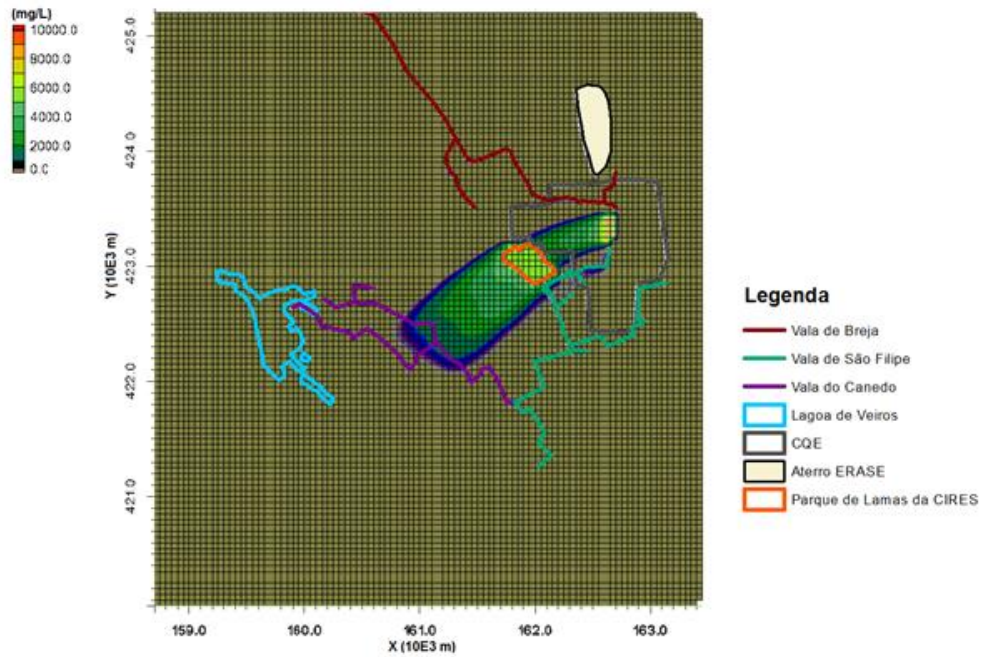 (mg/L)
10000.0
8000.0
6000.0
4000.0
2000.0
0.0
Y (10E3 m)
425.0
424.0
423.0
422.0
421.0
159.0 160.0 161.0 162.0 163.0
X (10E3 m)
Legenda
Vala de Breja
Vala de São Filipe
Vala do Canedo
Lagoa de Veiros
CQE
Aterro ERASE
Parque de Lamas da CIRES